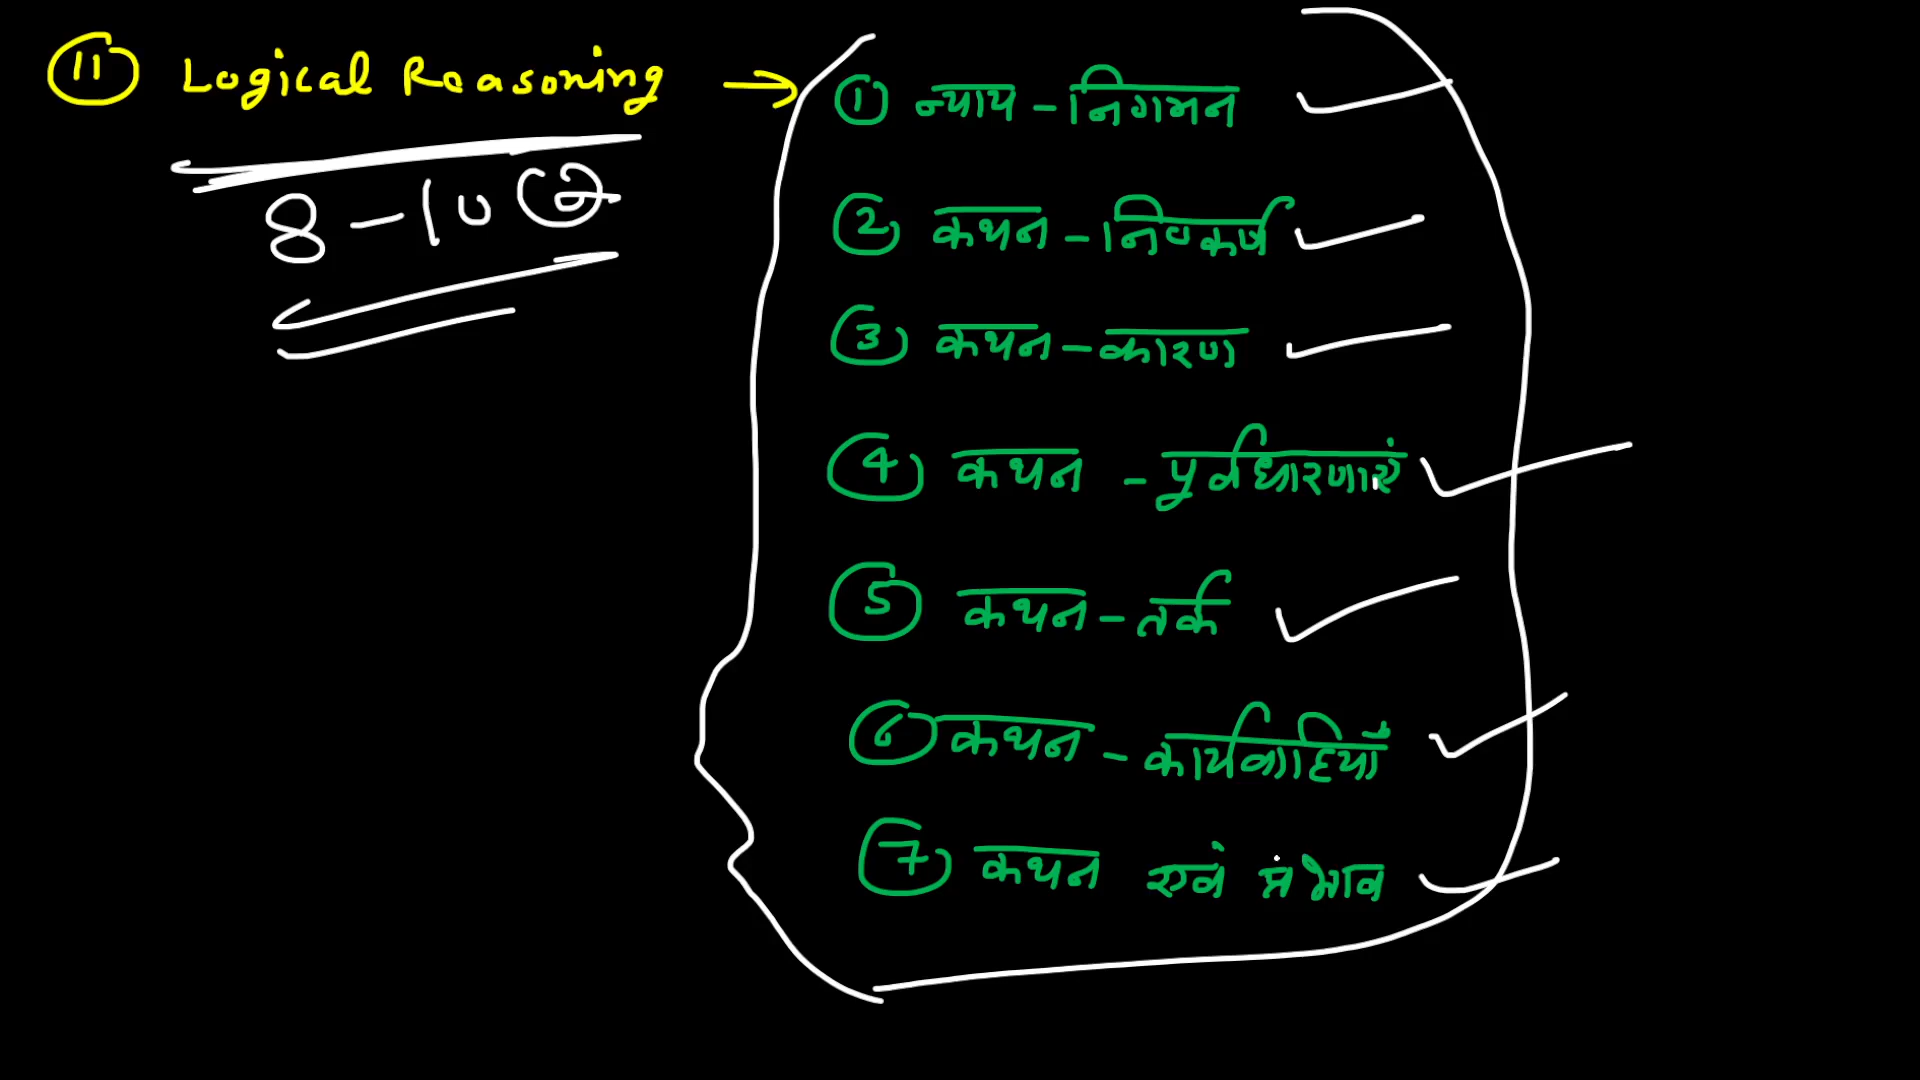 11 Logical Reasoning →
8-10 Q
1 न्याय - निगमन
2 कथन - निष्कर्ष
3 कथन - कारण
4 कथन - पूर्वधारणाएं
5 कथन - तर्क
6 कथन - कार्यवाहियाँ
7 कथन एवं प्रभाव